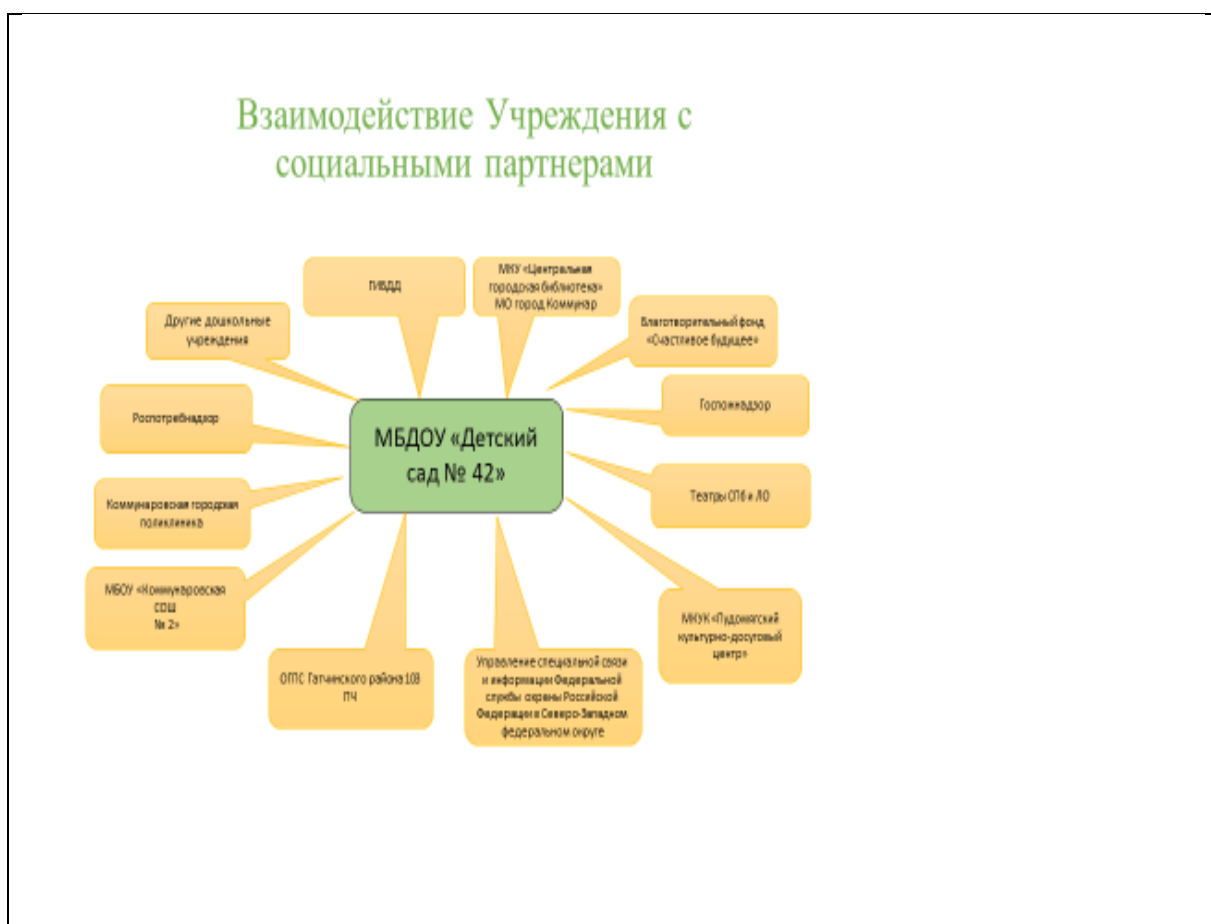 Взаимодействие Учреждения с
социальными партнерами
ГИБДД
МКУ «Центральная
городская библиотека»
МО город Коммунар
Другие дошкольные
учреждения
Благотворительный фонд
«Счастливое будущее»
Роспотребнадзор
Госпожнадзор
МБДОУ «Детский
сад № 42»
Коммунаровская городская
поликлиника
Театры СПб и ЛО
МБОУ «Коммунаровская
СОШ
№ 2»
МКУК «Пудомягский
культурно-досуговый
центр»
ОГПС Гатчинского района 103
ПЧ
Управление специальной связи
и информации Федеральной
службы охраны Российской
Федерации в Северо-Западном
федеральном округе